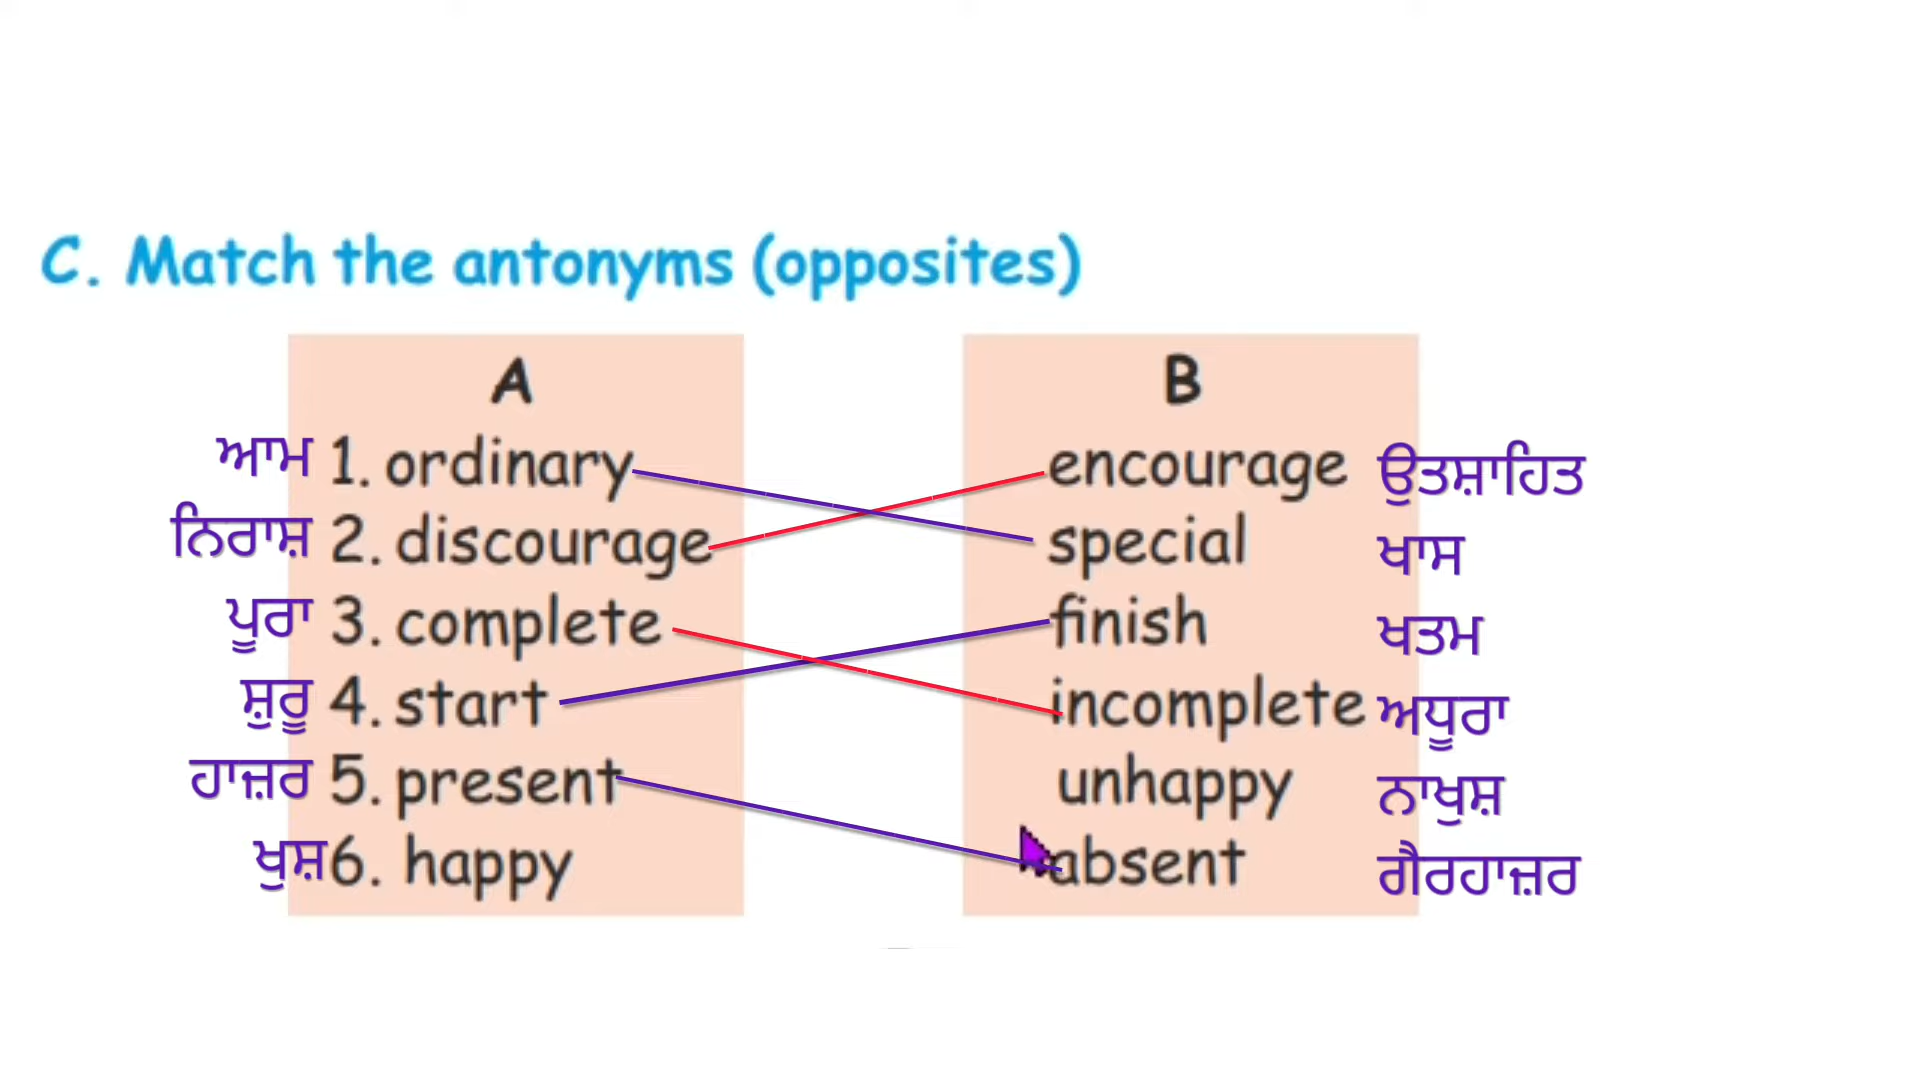 C. Match the antonyms (opposites)
A B
ਆਮ 1. ordinary encourage ਉਤਸ਼ਾਹਿਤ
ਨਿਰਾਸ਼ 2. discourage special ਖਾਸ
ਪੂਰਾ 3. complete finish ਖਤਮ
ਸ਼ੁਰੂ 4. start incomplete ਅਧੂਰਾ
ਹਾਜ਼ਰ 5. present unhappy ਨਾਖੁਸ਼
ਖੁਸ਼ 6. happy absent ਗੈਰਹਾਜ਼ਰ